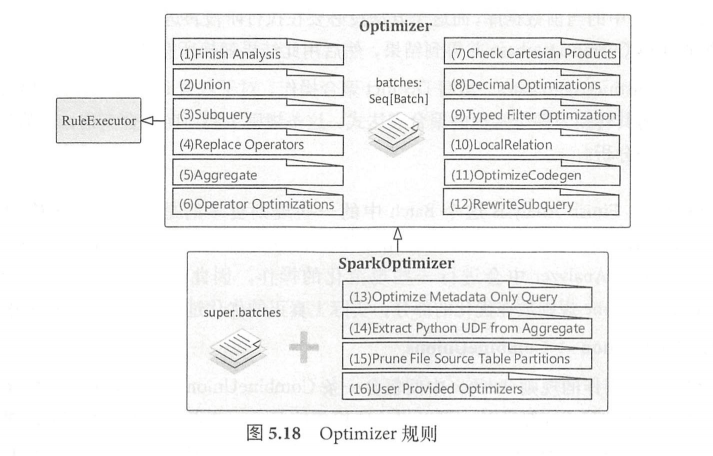 Optimizer
(1)Finish Analysis
(2)Union
(3)Subquery
(4)Replace Operators
(5)Aggregate
(6)Operator Optimizations
batches:
Seq[Batch]
(7)Check Cartesian Products
(8)Decimal Optimizations
(9)Typed Filter Optimization
(10)LocalRelation
(11)OptimizeCodegen
(12)RewriteSubquery
RuleExecutor
SparkOptimizer
super.batches
(13)Optimize Metadata Only Query
(14)Extract Python UDF from Aggregate
(15)Prune File Source Table Partitions
(16)User Provided Optimizers
图 5.18 Optimizer 规则